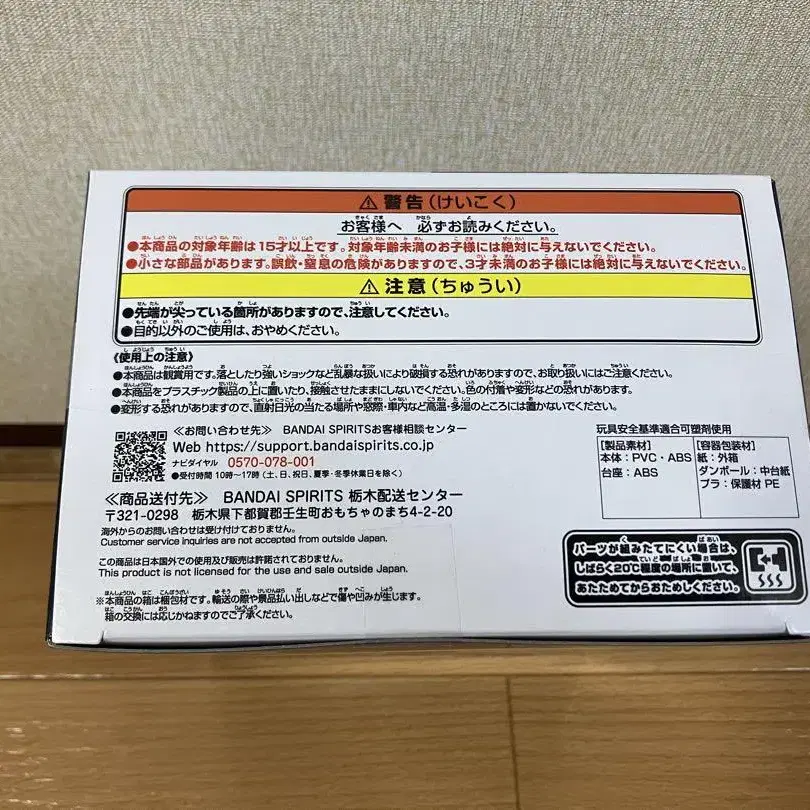 ⚠警告(けいこく)
お客様へ 必ずお読みください。
●本商品の対象年齢は15才以上です。対象年齢未満のお子様には絶対に与えないでください。
●小さな部品があります。誤飲・窒息の危険がありますので、3才未満のお子様には絶対に与えないでください。
⚠注意(ちゅうい)
●先端が尖っている箇所がありますので、注意してください。
●目的以外のご使用は、おやめください。
《使用上の注意》
●本商品は観賞用です。落としたり強いショックなど乱暴な扱いにより破損する恐れがありますので、お取り扱いにはご注意ください。
●本商品をプラスチック製品の上に置いたり、接触させたままにしないでください。色の付着や変形などの恐れがあります。
●変形する恐れがありますので、直射日光の当たる場所や窓際・車内など高温・多湿のところには置かないでください。
≪お問い合わせ先≫ BANDAI SPIRITSお客様相談センター
Web https://support.bandaispirits.co.jp
ナビダイヤル 0570-078-001
●受付時間 10時~17時(土、日、祝日、夏季・冬季休業日を除く)
≪商品送付先≫ BANDAI SPIRITS 栃木配送センター
〒321-0298 栃木県下都賀郡壬生町おもちゃのまち4-2-20
海外からのお問い合わせは受け付けておりません。
Customer service inquiries are not accepted from outside Japan.
この商品は日本国外での使用及び販売は許諾されておりません。
This product is not licensed for the use and sale outside Japan.
※本商品の箱は梱包材です。輸送の際や景品払い出しなどで傷や凹みが生じます。
箱の交換には応じかねますのでご了承ください。
玩具安全基準適合可塑剤使用
[製品素材]
本体:PVC・ABS
台座:ABS
[容器包装材]
紙:外箱
ダンボール:中台紙
プラ:保護材 PE
パーツが組みたてにくい場合は、
しばらく20℃程度の場所に置いて、
あたためてからおためしください。